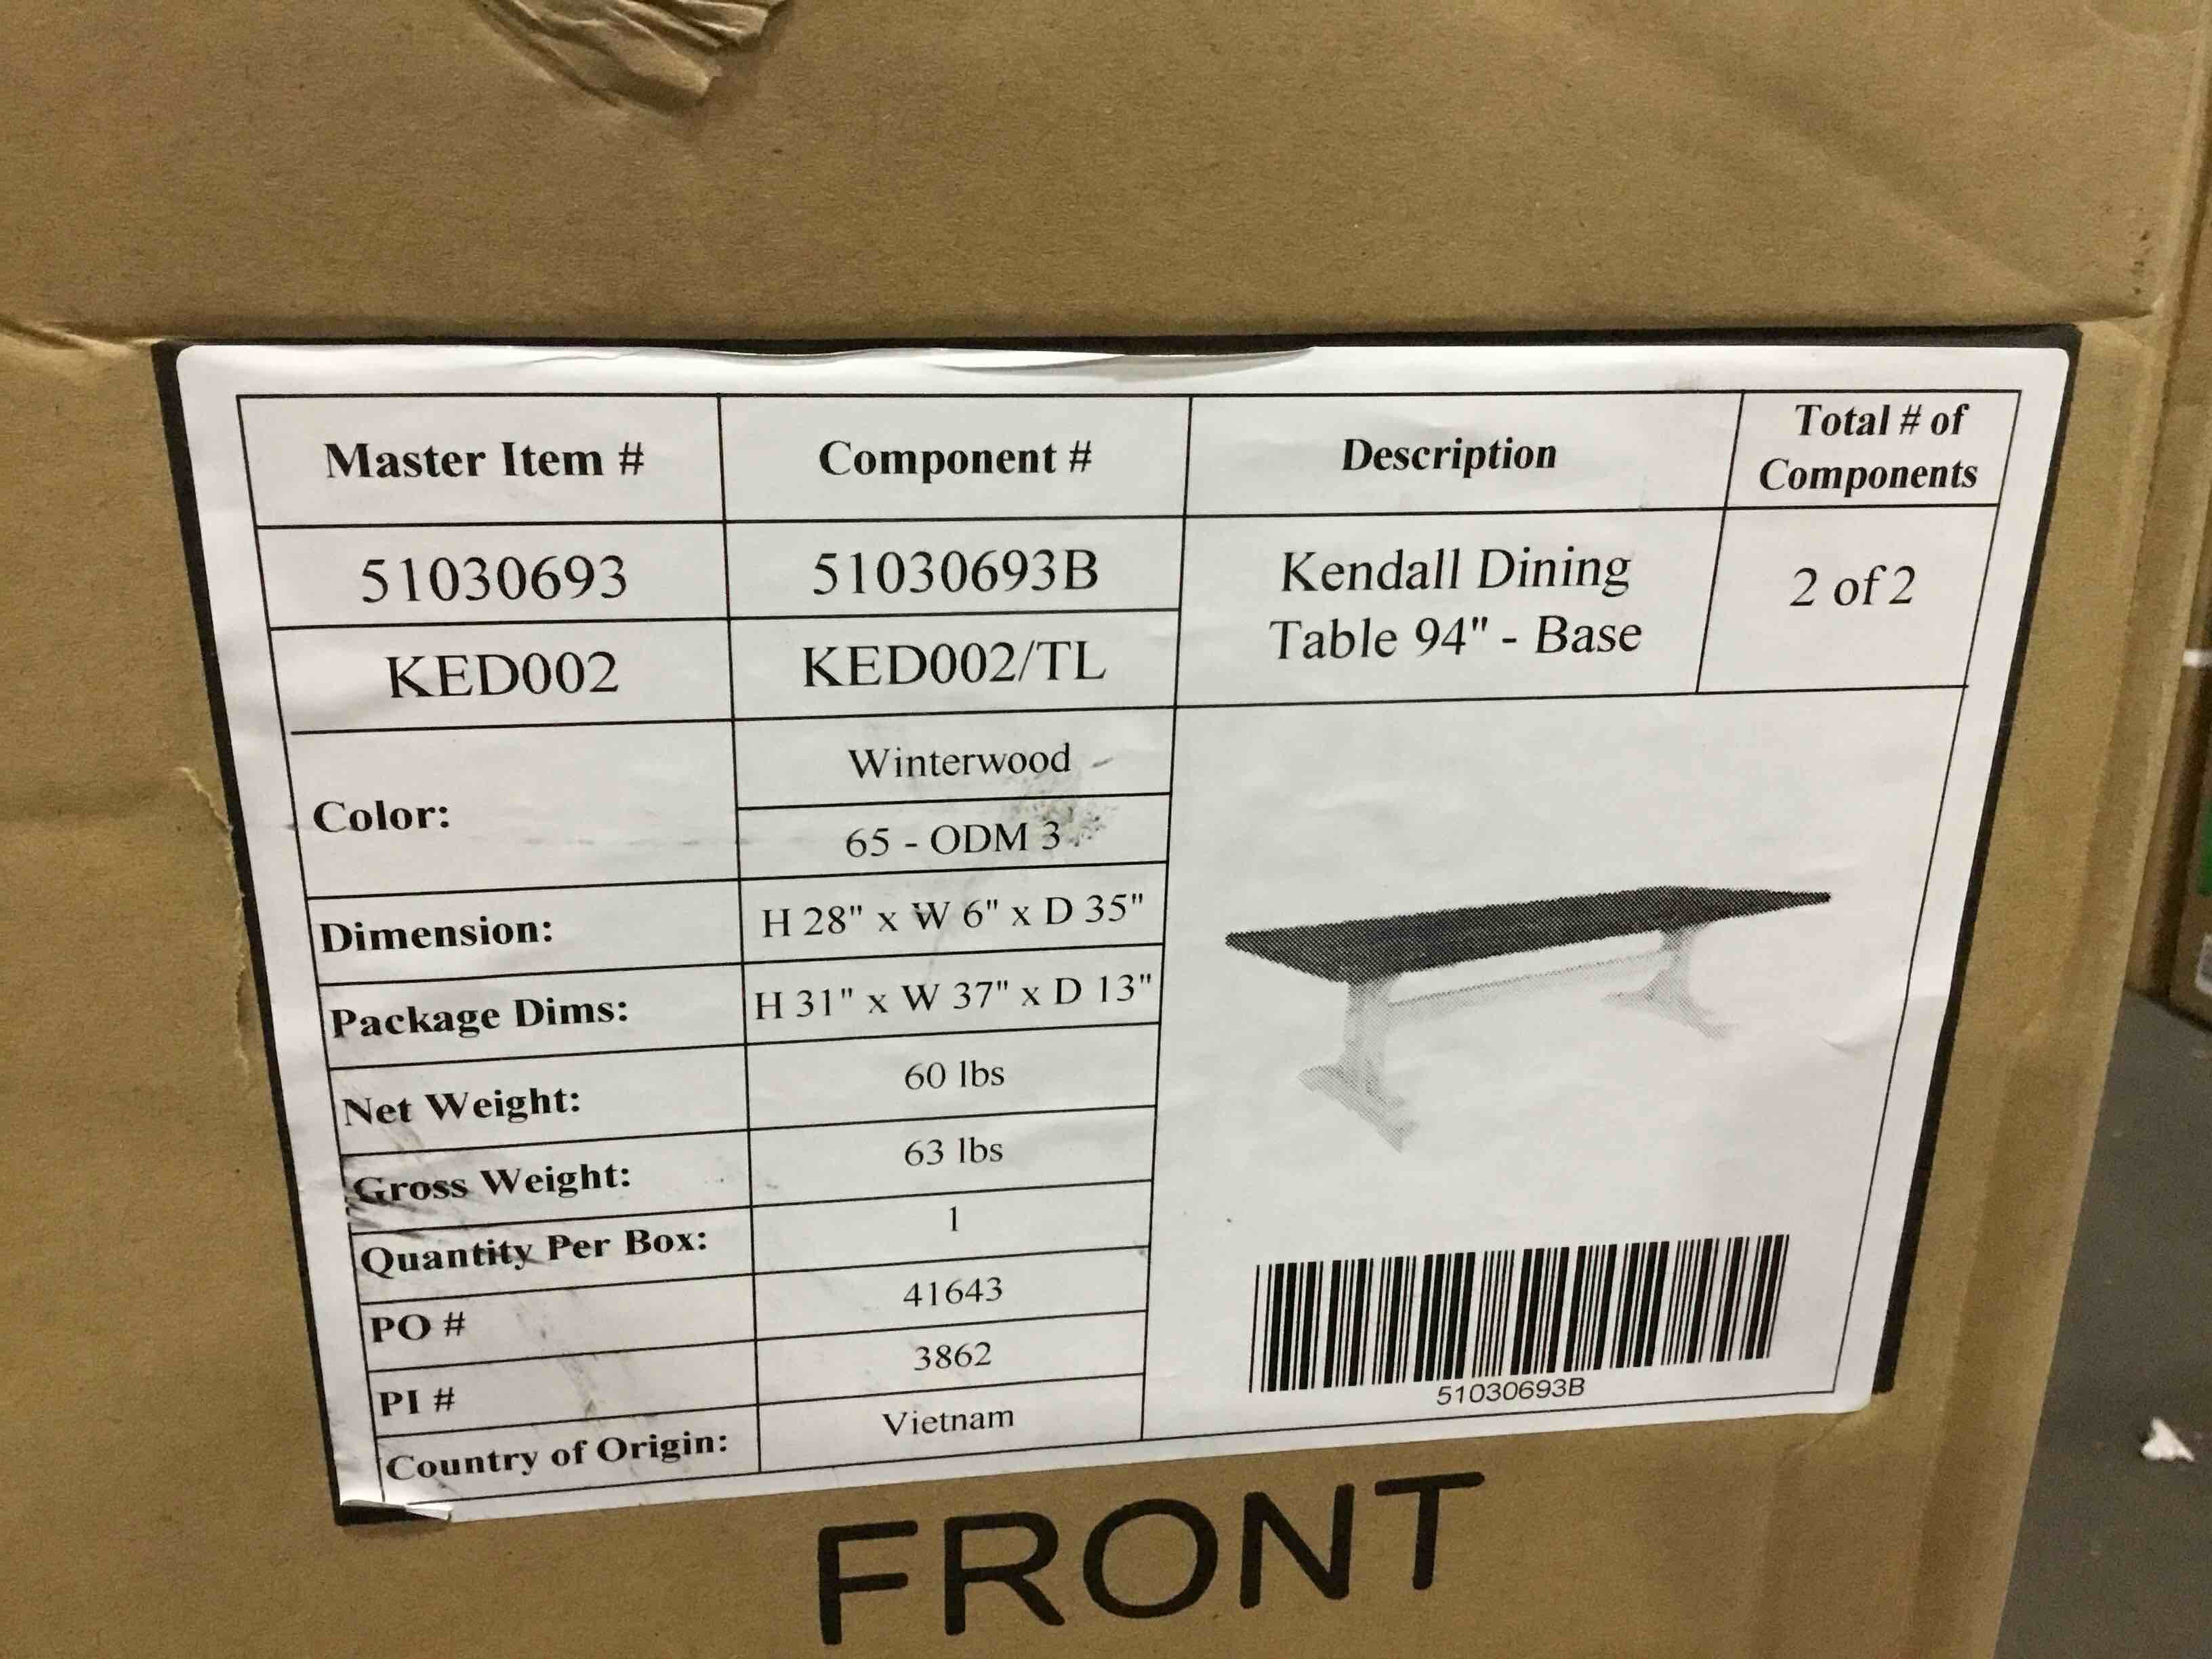 Master Item #
Component #
Description
Total # of
Components
51030693
51030693B
Kendall Dining
Table 94" - Base
2 of 2
KED002
KED002/TL
Color:
Winterwood
65 - ODM 3
Dimension:
H 28" x W 6" x D 35"
Package Dims:
H 31" x W 37" x D 13"
Net Weight:
60 lbs
Gross Weight:
63 lbs
Quantity Per Box:
1
PO #
41643
PI #
3862
Country of Origin:
Vietnam
51030693B
FRONT